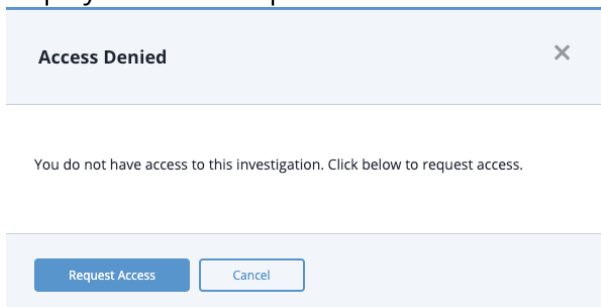 Access Denied
You do not have access to this investigation. Click below to request access.
Request Access
Cancel